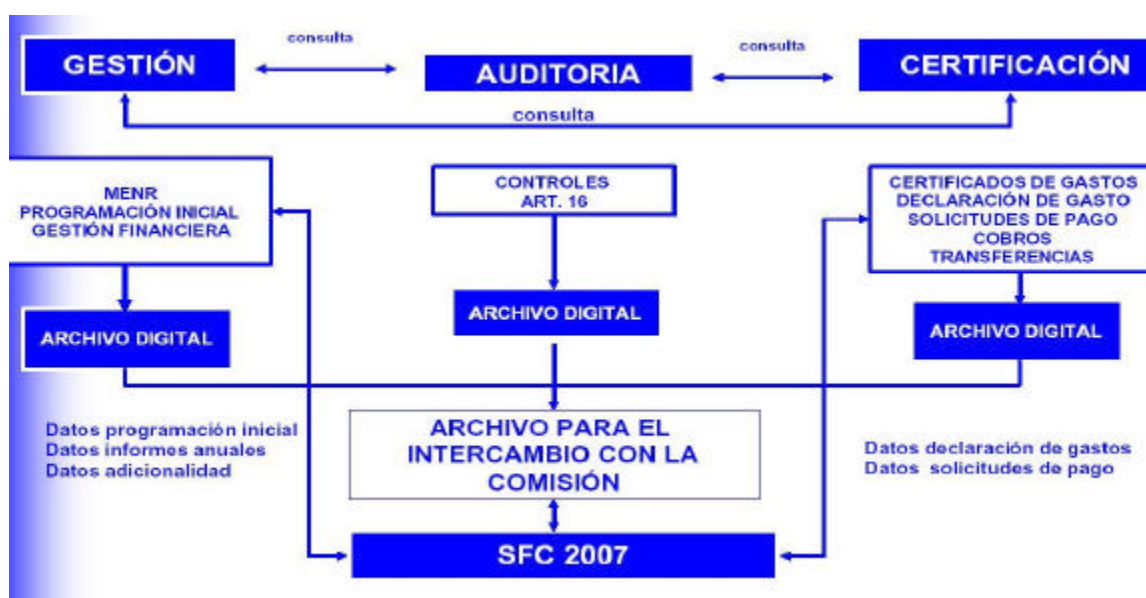 consulta
consulta
GESTIÓN
AUDITORIA
CERTIFICACIÓN
consulta
MENR
PROGRAMACIÓN INICIAL
GESTIÓN FINANCIERA
CONTROLES
ART. 16
CERTIFICADOS DE GASTOS
DECLARACIÓN DE GASTO
SOLICITUDES DE PAGO
COBROS
TRANSFERENCIAS
ARCHIVO DIGITAL
ARCHIVO DIGITAL
ARCHIVO DIGITAL
Datos programación inicial
Datos informes anuales
Datos adicionalidad
ARCHIVO PARA EL
INTERCAMBIO CON LA
COMISIÓN
Datos declaración de gastos
Datos solicitudes de pago
SFC 2007